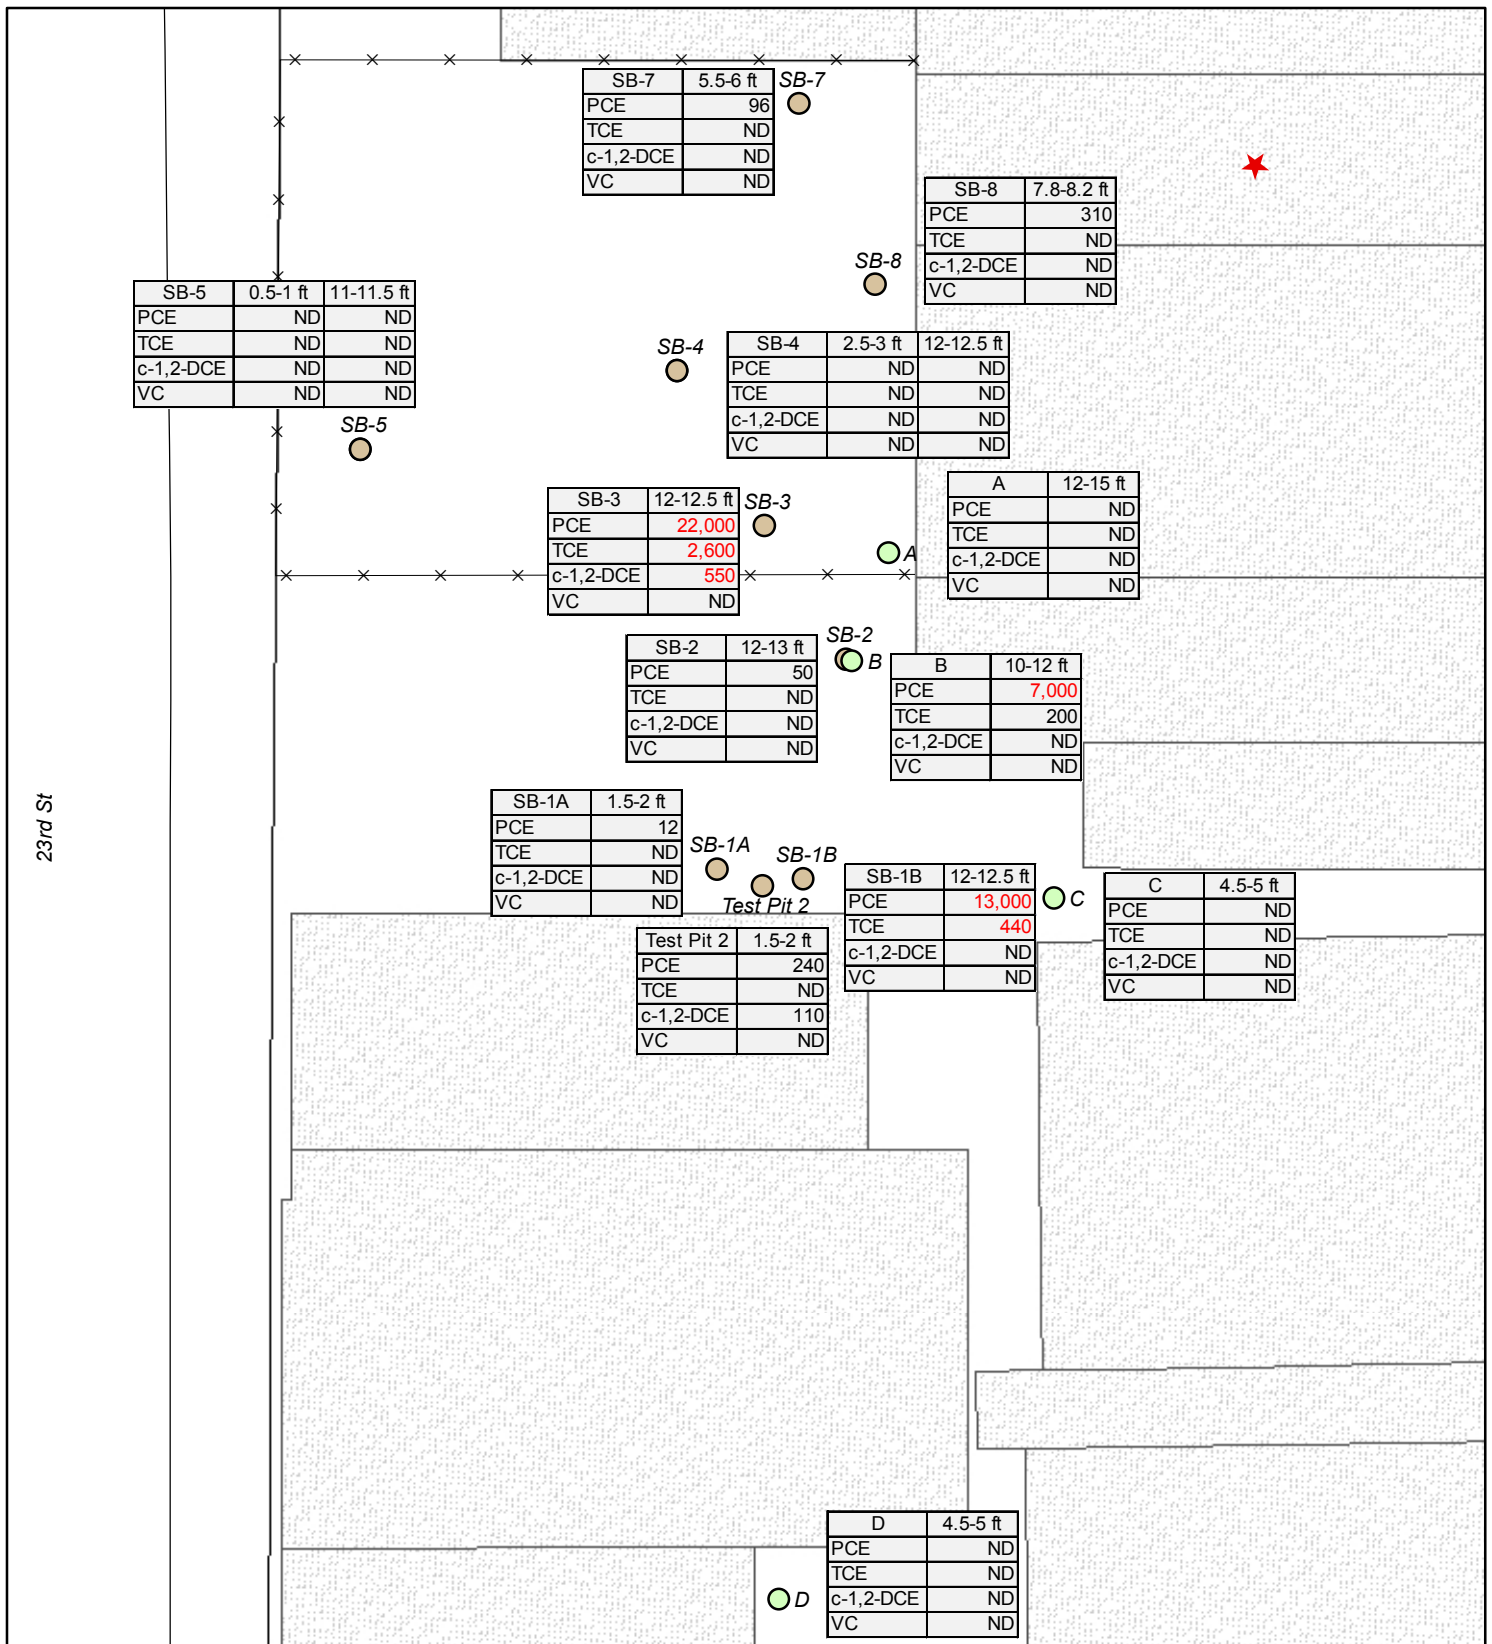 SB-7 5.5-6 ft
PCE 96
TCE ND
c-1,2-DCE ND
VC ND
SB-7
SB-8 7.8-8.2 ft
PCE 310
TCE ND
c-1,2-DCE ND
VC ND
SB-8
SB-5 0.5-1 ft 11-11.5 ft
PCE ND ND
TCE ND ND
c-1,2-DCE ND ND
VC ND ND
SB-5
SB-4
SB-4 2.5-3 ft 12-12.5 ft
PCE ND ND
TCE ND ND
c-1,2-DCE ND ND
VC ND ND
SB-3 12-12.5 ft
PCE 22,000
TCE 2,600
c-1,2-DCE 550
VC ND
SB-3
A
A 12-15 ft
PCE ND
TCE ND
c-1,2-DCE ND
VC ND
SB-2 12-13 ft
PCE 50
TCE ND
c-1,2-DCE ND
VC ND
SB-2
B
B 10-12 ft
PCE 7,000
TCE 200
c-1,2-DCE ND
VC ND
23rd St
SB-1A 1.5-2 ft
PCE 12
TCE ND
c-1,2-DCE ND
VC ND
SB-1A
SB-1B
Test Pit 2
SB-1B 12-12.5 ft
PCE 13,000
TCE 440
c-1,2-DCE ND
VC ND
C
C 4.5-5 ft
PCE ND
TCE ND
c-1,2-DCE ND
VC ND
Test Pit 2 1.5-2 ft
PCE 240
TCE ND
c-1,2-DCE 110
VC ND
D
D 4.5-5 ft
PCE ND
TCE ND
c-1,2-DCE ND
VC ND